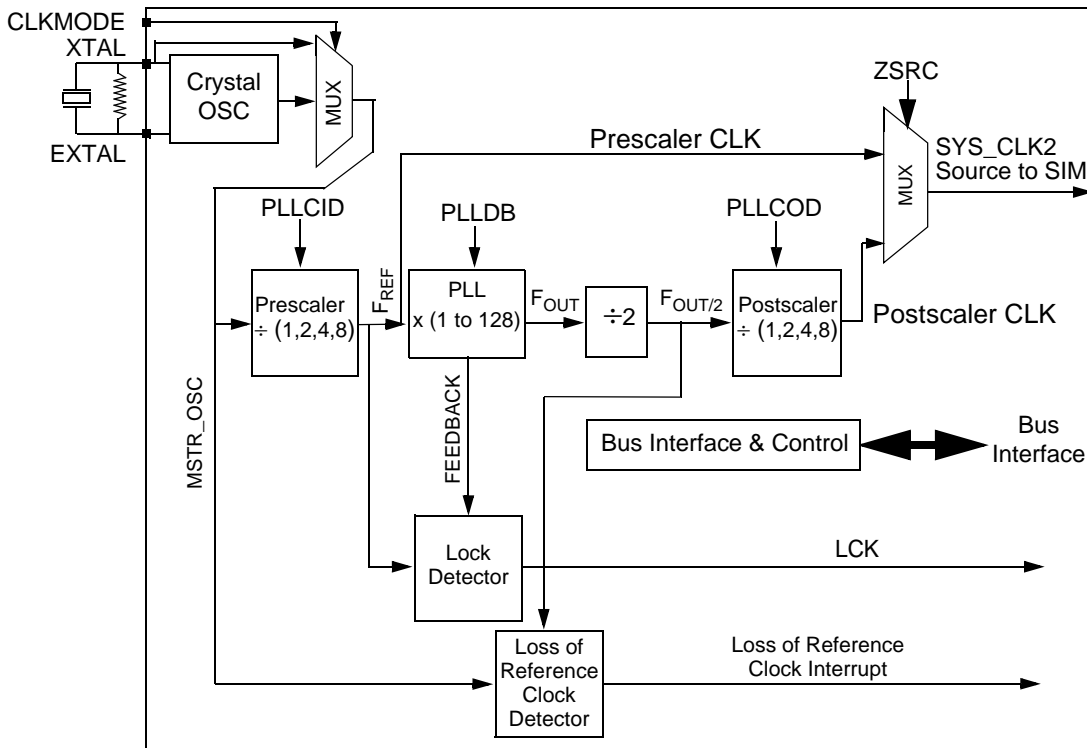 CLKMODE
XTAL
Crystal
OSC
MUX
EXTAL
ZSRC
Prescaler CLK
MUX
SYS_CLK2
Source to SIM
PLLCID
PLLDB
PLLCOD
Prescaler
÷ (1,2,4,8)
FREF
PLL
x (1 to 128)
FOUT
÷2
FOUT/2
Postscaler
÷ (1,2,4,8)
Postscaler CLK
MSTR_OSC
FEEDBACK
Bus Interface & Control
Bus
Interface
Lock
Detector
LCK
Loss of
Reference
Clock
Detector
Loss of Reference
Clock Interrupt